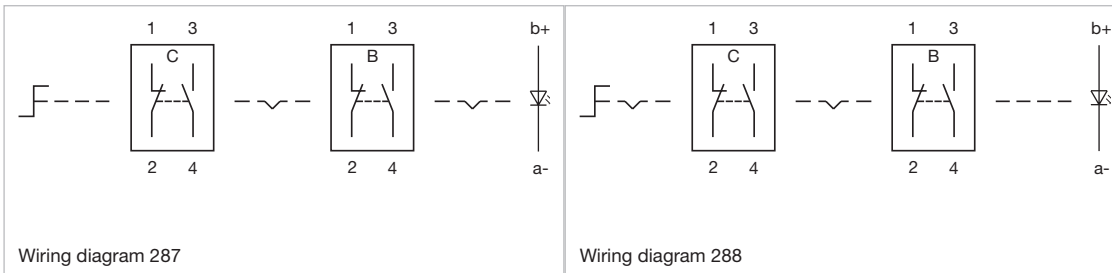 1 3 1 3 b+
C B
2 4 2 4 a-
Wiring diagram 287
1 3 1 3 b+
C B
2 4 2 4 a-
Wiring diagram 288